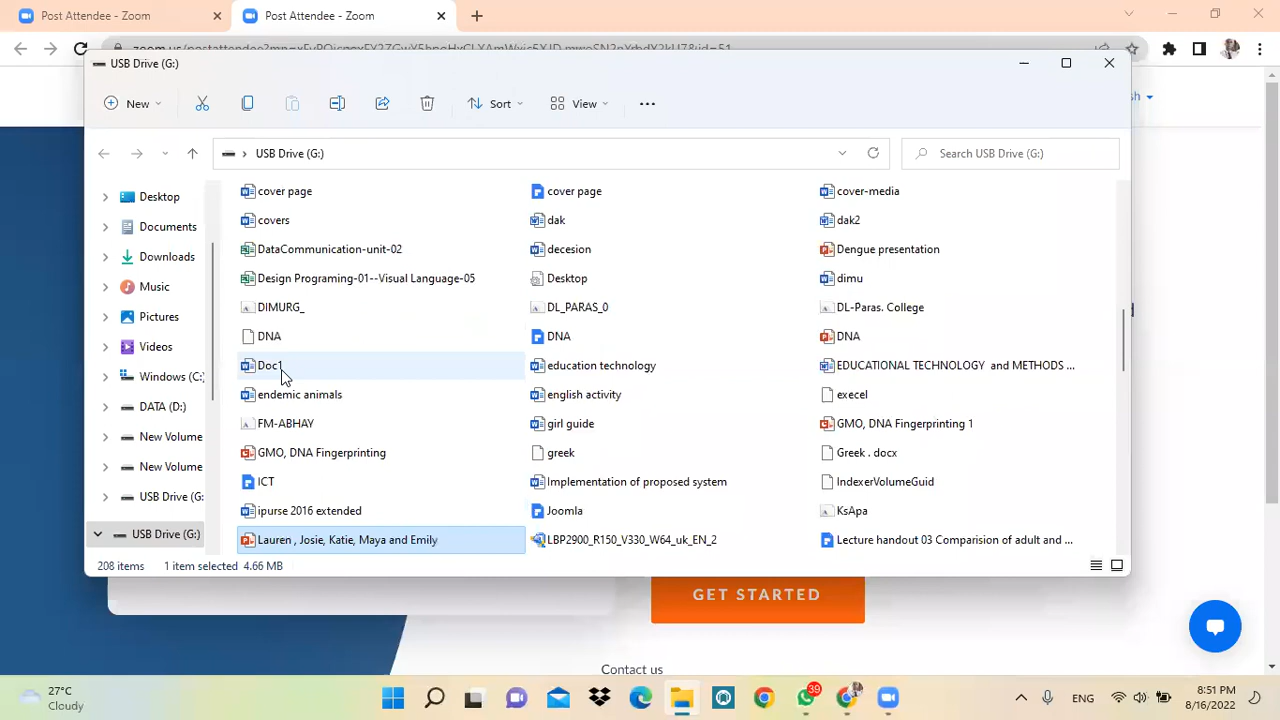 Post Attendee - Zoom
Post Attendee - Zoom
USB Drive (G:)
New
Sort
View
USB Drive (G:)
Search USB Drive (G:)
Desktop
Documents
Downloads
Music
Pictures
Videos
Windows (C:)
DATA (D:)
New Volume
New Volume
USB Drive (G:
USB Drive (G:)
cover page
cover page
cover-media
covers
dak
dak2
DataCommunication-unit-02
decesion
Dengue presentation
Design Programing-01--Visual Language-05
Desktop
dimu
DIMURG_
DL_PARAS_0
DL-Paras. College
DNA
DNA
DNA
Doc1
education technology
EDUCATIONAL TECHNOLOGY and METHODS ...
endemic animals
english activity
execel
FM-ABHAY
girl guide
GMO, DNA Fingerprinting 1
GMO, DNA Fingerprinting
greek
Greek . docx
ICT
Implementation of proposed system
IndexerVolumeGuid
ipurse 2016 extended
Joomla
KsApa
Lauren , Josie, Katie, Maya and Emily
LBP2900_R150_V330_W64_uk_EN_2
Lecture handout 03 Comparision of adult and ...
208 items
1 item selected 4.66 MB
GET STARTED
Contact us
27°C
Cloudy
39
ENG
8:51 PM
8/16/2022